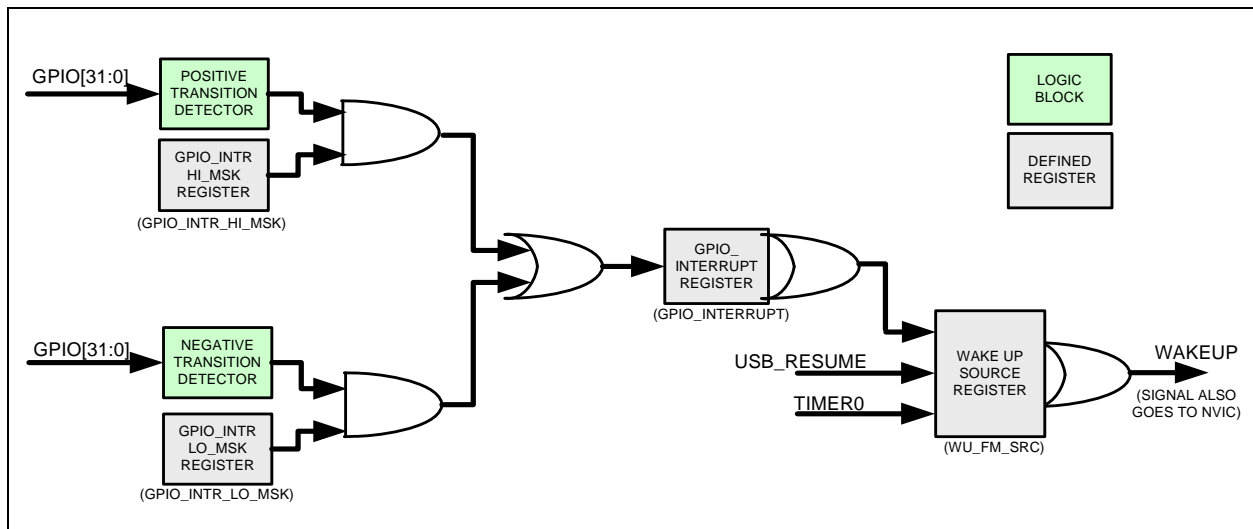 GPIO[31:0]
POSITIVE
TRANSITION
DETECTOR
GPIO_INTR
HI_MSK
REGISTER
(GPIO_INTR_HI_MSK)
LOGIC
BLOCK
DEFINED
REGISTER
GPIO_
INTERRUPT
REGISTER
(GPIO_INTERRUPT)
GPIO[31:0]
NEGATIVE
TRANSITION
DETECTOR
GPIO_INTR
LO_MSK
REGISTER
(GPIO_INTR_LO_MSK)
USB_RESUME
TIMER0
WAKE UP
SOURCE
REGISTER
(WU_FM_SRC)
WAKEUP
(SIGNAL ALSO
GOES TO NVIC)